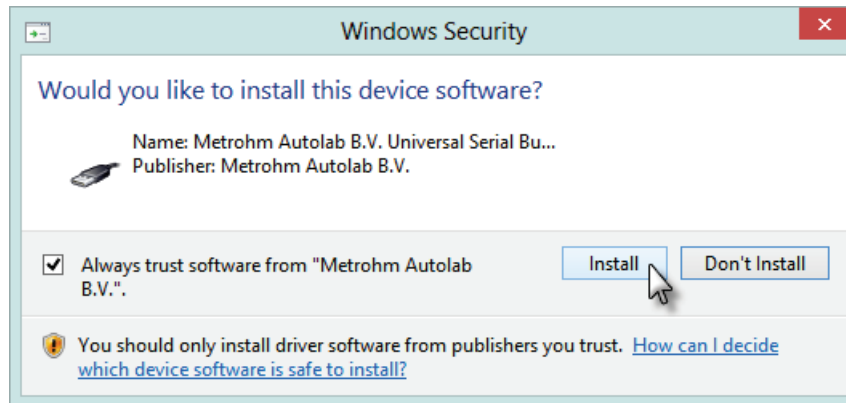 Windows Security
Would you like to install this device software?
Name: Metrohm Autolab B.V. Universal Serial Bu...
Publisher: Metrohm Autolab B.V.
Always trust software from "Metrohm Autolab
B.V.".
Install
Don't Install
You should only install driver software from publishers you trust. How can I decide
which device software is safe to install?